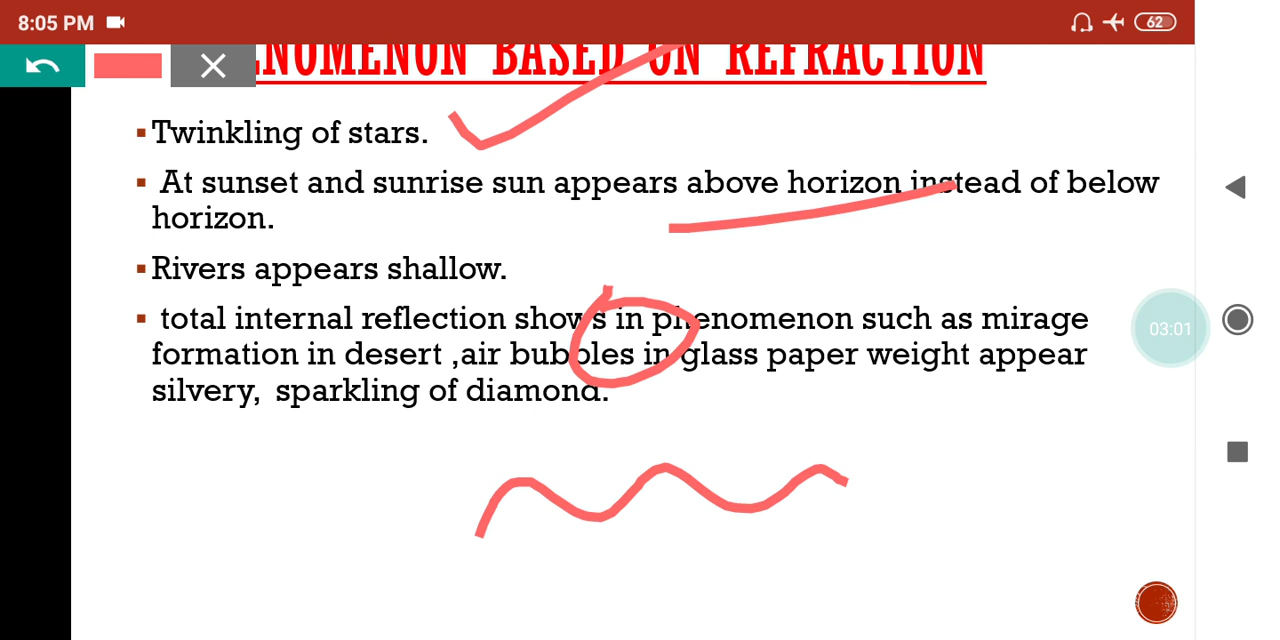 8:05 PM
62
ENOMENON BASED ON REFRACTION
Twinkling of stars.
At sunset and sunrise sun appears above horizon instead of below
horizon.
Rivers appears shallow.
total internal reflection shows in phenomenon such as mirage
formation in desert ,air bubbles in glass paper weight appear
silvery, sparkling of diamond.
03:01